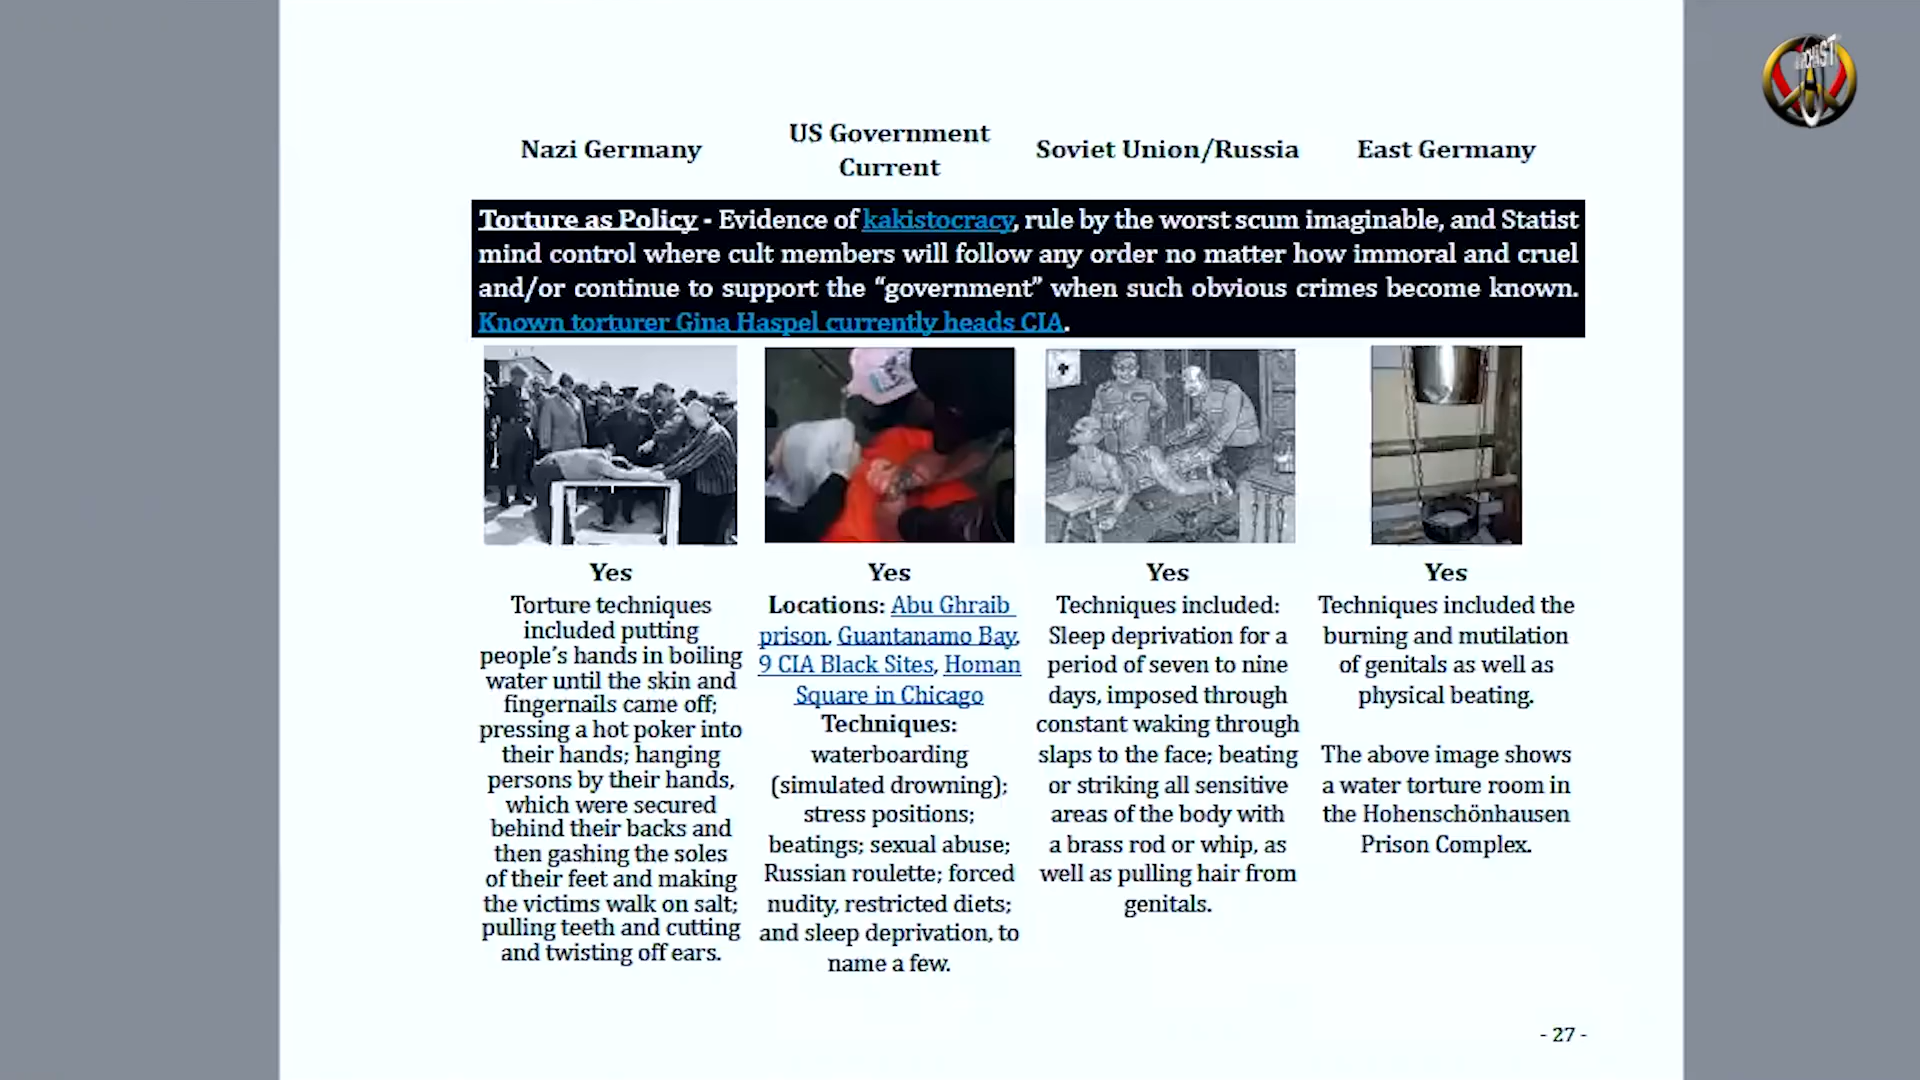 Nazi Germany
US Government
Current
Soviet Union/Russia
East Germany
Torture as Policy - Evidence of kakistocracy, rule by the worst scum imaginable, and Statist
mind control where cult members will follow any order no matter how immoral and cruel
and/or continue to support the “government” when such obvious crimes become known.
Known torturer Gina Haspel currently heads CIA.
Yes
Torture techniques
included putting
people’s hands in boiling
water until the skin and
fingernails came off;
pressing a hot poker into
their hands; hanging
persons by their hands,
which were secured
behind their backs and
then gashing the soles
of their feet and making
the victims walk on salt;
pulling teeth and cutting
and twisting off ears.
Yes
Locations: Abu Ghraib
prison, Guantanamo Bay,
9 CIA Black Sites, Homan
Square in Chicago
Techniques:
waterboarding
(simulated drowning);
stress positions;
beatings; sexual abuse;
Russian roulette; forced
nudity, restricted diets;
and sleep deprivation, to
name a few.
Yes
Techniques included:
Sleep deprivation for a
period of seven to nine
days, imposed through
constant waking through
slaps to the face; beating
or striking all sensitive
areas of the body with
a brass rod or whip, as
well as pulling hair from
genitals.
Yes
Techniques included the
burning and mutilation
of genitals as well as
physical beating.
The above image shows
a water torture room in
the Hohenschönhausen
Prison Complex.
- 27 -